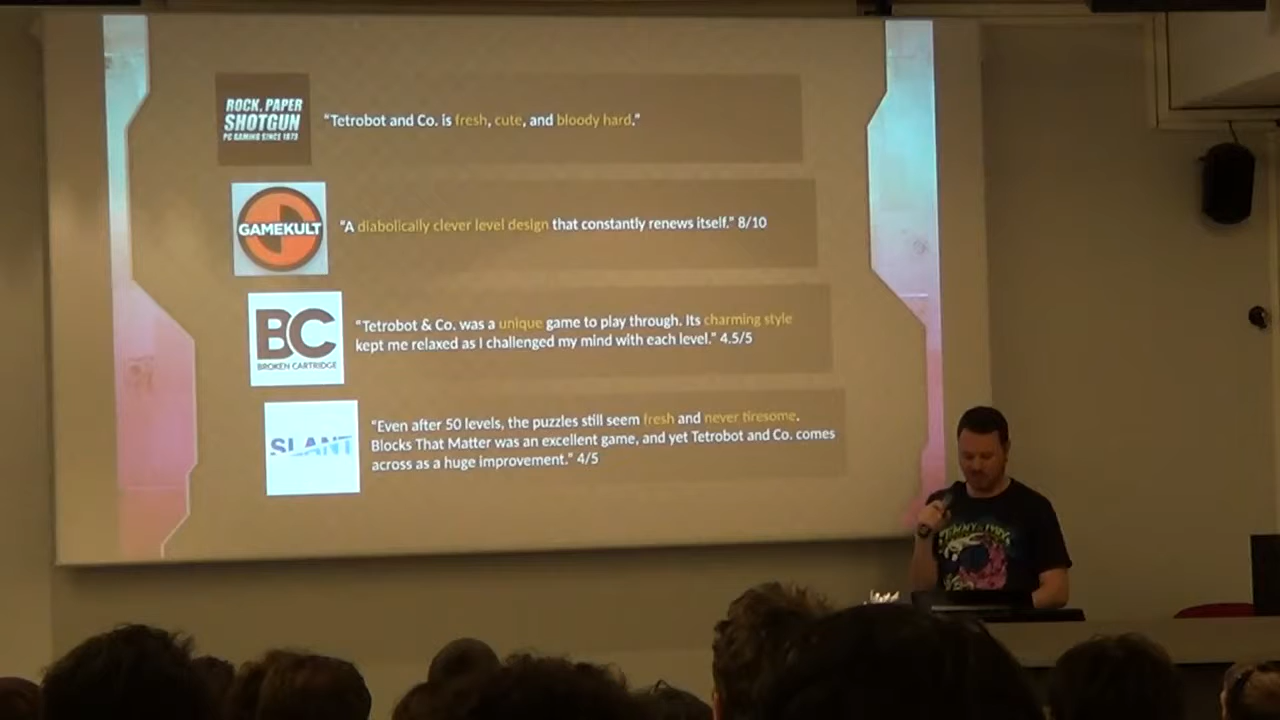 ROCK, PAPER
SHOTGUN
PC GAMING SINCE 1873
“Tetrobot and Co. is fresh, cute, and bloody hard.”
GAMEKULT
“A diabolically clever level design that constantly renews itself.” 8/10
BC
BROKEN CARTRIDGE
“Tetrobot & Co. was a unique game to play through. Its charming style
kept me relaxed as I challenged my mind with each level.” 4.5/5
SLANT
“Even after 50 levels, the puzzles still seem fresh and never tiresome.
Blocks That Matter was an excellent game, and yet Tetrobot and Co. comes
across as a huge improvement.” 4/5